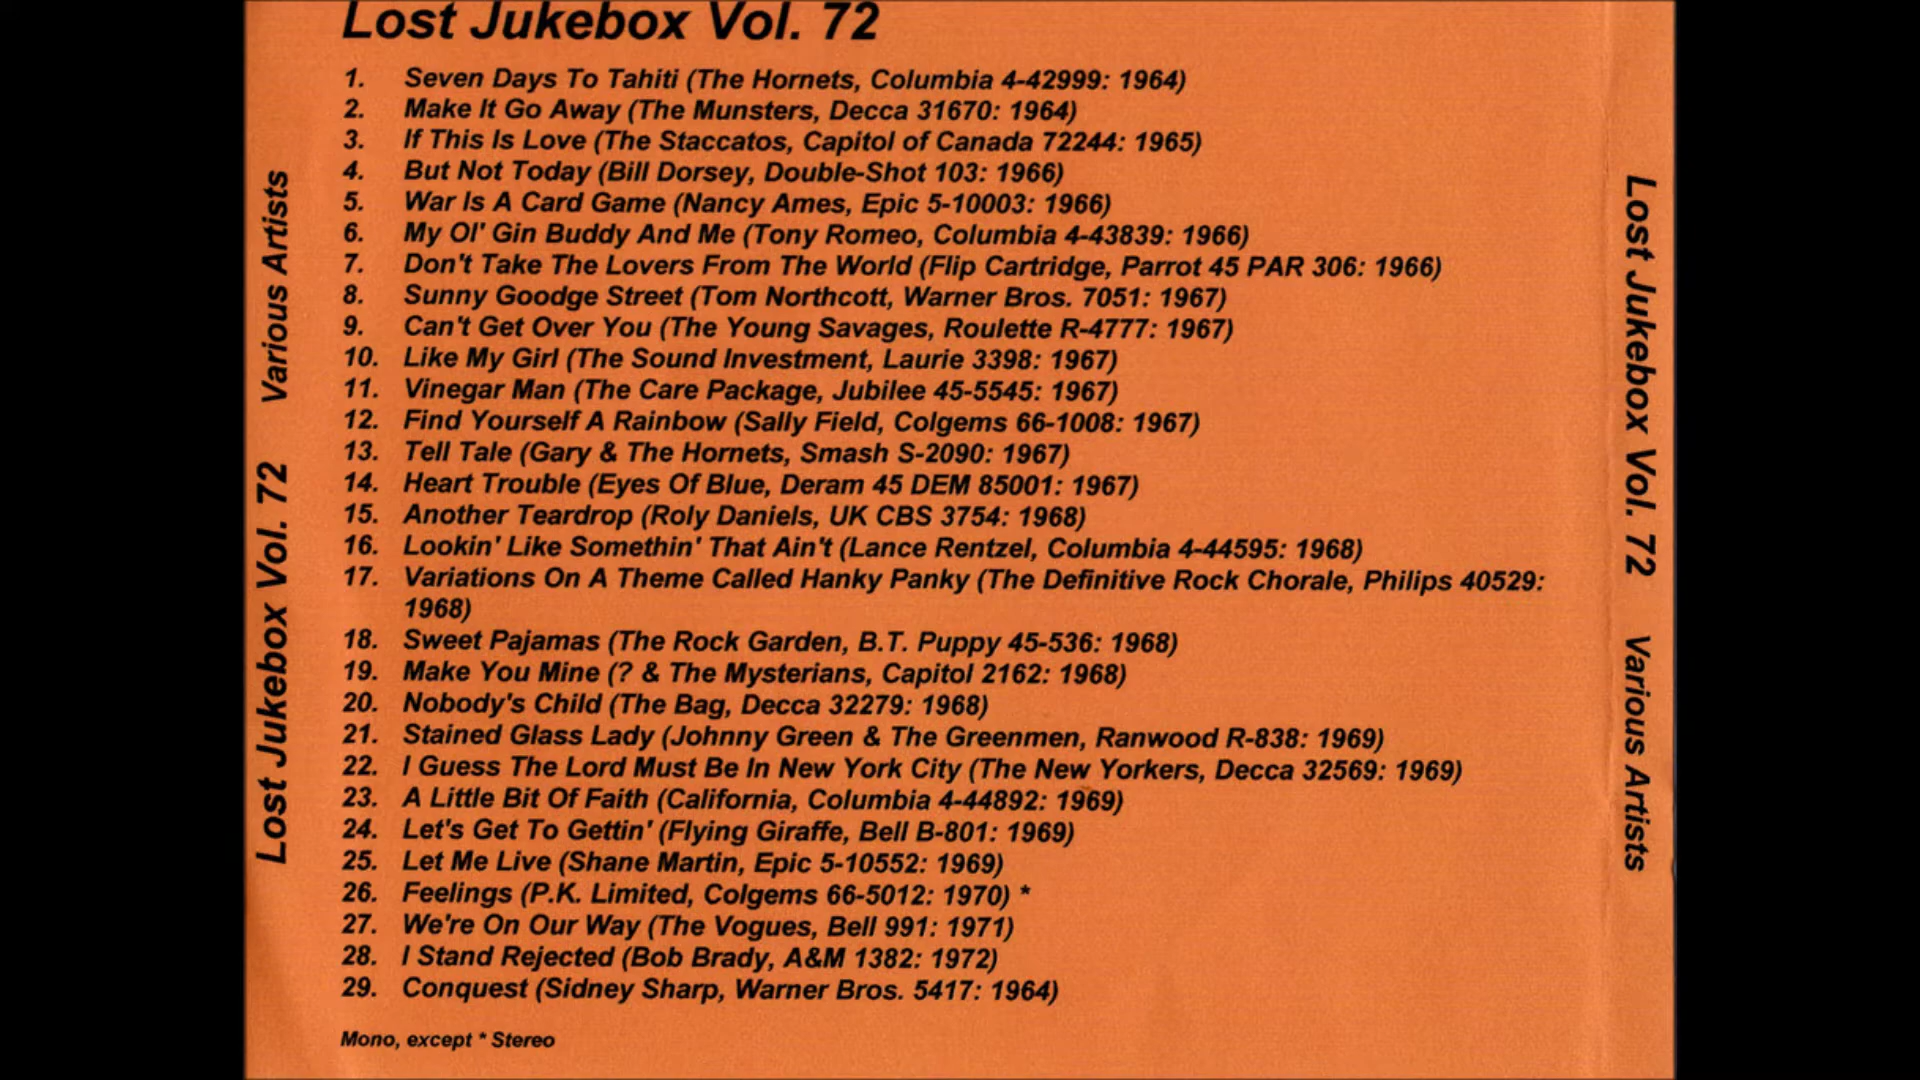 Lost Jukebox Vol. 72
1. Seven Days To Tahiti (The Hornets, Columbia 4-42999: 1964)
2. Make It Go Away (The Munsters, Decca 31670: 1964)
3. If This Is Love (The Staccatos, Capitol of Canada 72244: 1965)
4. But Not Today (Bill Dorsey, Double-Shot 103: 1966)
5. War Is A Card Game (Nancy Ames, Epic 5-10003: 1966)
6. My Ol' Gin Buddy And Me (Tony Romeo, Columbia 4-43839: 1966)
7. Don't Take The Lovers From The World (Flip Cartridge, Parrot 45 PAR 306: 1966)
8. Sunny Goodge Street (Tom Northcott, Warner Bros. 7051: 1967)
9. Can't Get Over You (The Young Savages, Roulette R-4777: 1967)
10. Like My Girl (The Sound Investment, Laurie 3398: 1967)
11. Vinegar Man (The Care Package, Jubilee 45-5545: 1967)
12. Find Yourself A Rainbow (Sally Field, Colgems 66-1008: 1967)
13. Tell Tale (Gary & The Hornets, Smash S-2090: 1967)
14. Heart Trouble (Eyes Of Blue, Deram 45 DEM 85001: 1967)
15. Another Teardrop (Roly Daniels, UK CBS 3754: 1968)
16. Lookin' Like Somethin' That Ain't (Lance Rentzel, Columbia 4-44595: 1968)
17. Variations On A Theme Called Hanky Panky (The Definitive Rock Chorale, Philips 40529:
1968)
18. Sweet Pajamas (The Rock Garden, B.T. Puppy 45-536: 1968)
19. Make You Mine (? & The Mysterians, Capitol 2162: 1968)
20. Nobody's Child (The Bag, Decca 32279: 1968)
21. Stained Glass Lady (Johnny Green & The Greenmen, Ranwood R-838: 1969)
22. I Guess The Lord Must Be In New York City (The New Yorkers, Decca 32569: 1969)
23. A Little Bit Of Faith (California, Columbia 4-44892: 1969)
24. Let's Get To Gettin' (Flying Giraffe, Bell B-801: 1969)
25. Let Me Live (Shane Martin, Epic 5-10552: 1969)
26. Feelings (P.K. Limited, Colgems 66-5012: 1970) *
27. We're On Our Way (The Vogues, Bell 991: 1971)
28. I Stand Rejected (Bob Brady, A&M 1382: 1972)
29. Conquest (Sidney Sharp, Warner Bros. 5417: 1964)
Mono, except * Stereo
Lost Jukebox Vol. 72 Various Artists
Lost Jukebox Vol. 72 Various Artists